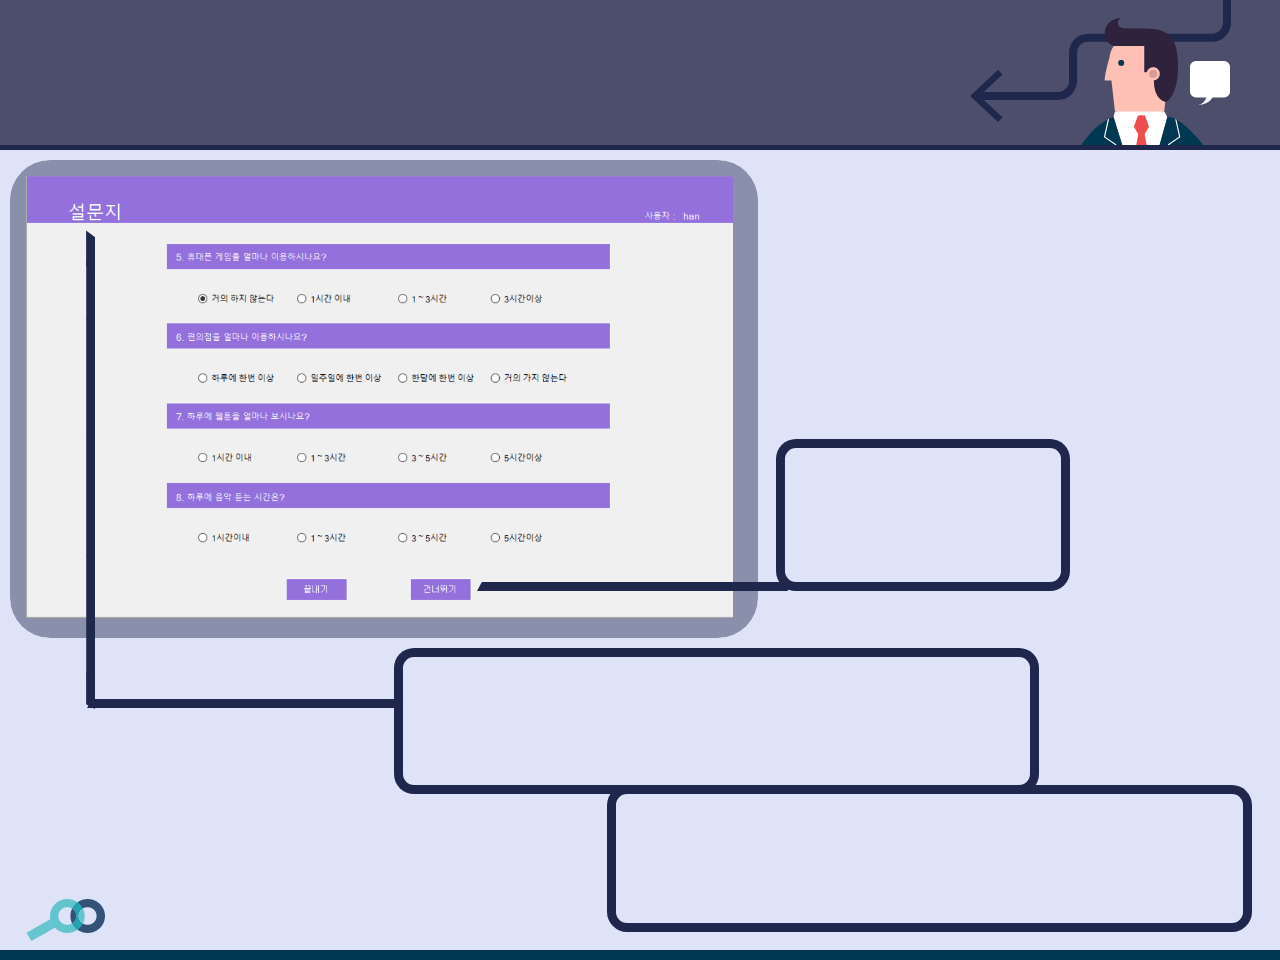 설문지
사용자 : han
5. 휴대폰 게임을 얼마나 이용하시나요?
거의 하지 않는다 1시간 이내 1 ~ 3시간 3시간이상
6. 편의점을 얼마나 이용하시나요?
하루에 한번 이상 일주일에 한번 이상 한달에 한번 이상 거의 가지 않는다
7. 하루에 웹툰을 얼마나 보시나요?
1시간 이내 1 ~ 3시간 3 ~ 5시간 5시간이상
8. 하루에 음악 듣는 시간은?
1시간이내 1 ~ 3시간 3 ~ 5시간 5시간이상
끝내기 건너뛰기